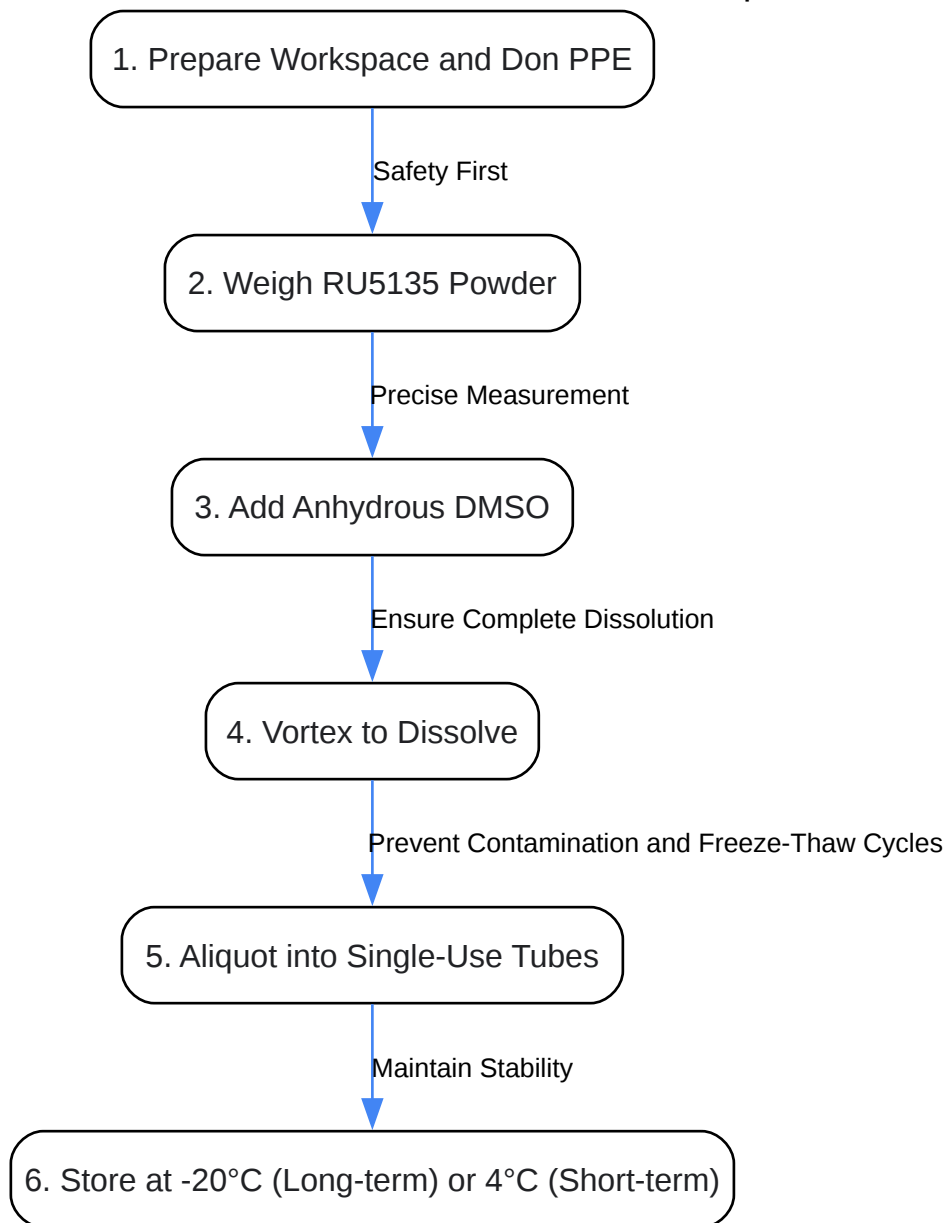 1. Prepare Workspace and Don PPE
Safety First
2. Weigh RU5135 Powder
Precise Measurement
3. Add Anhydrous DMSO
Ensure Complete Dissolution
4. Vortex to Dissolve
Prevent Contamination and Freeze-Thaw Cycles
5. Aliquot into Single-Use Tubes
Maintain Stability
6. Store at -20°C (Long-term) or 4°C (Short-term)